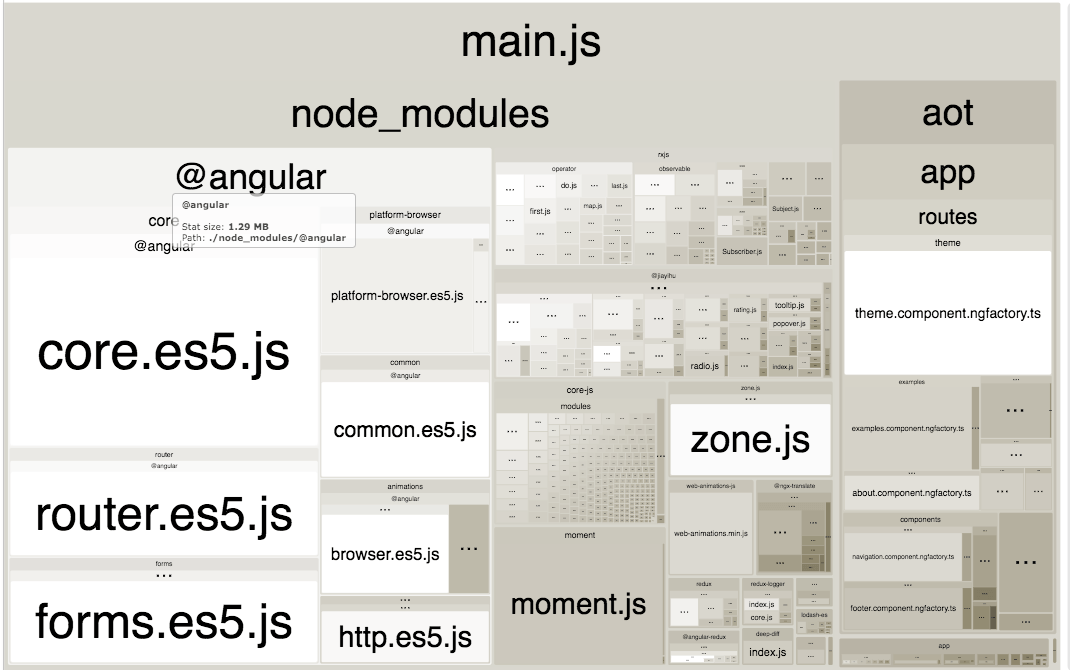 main.js
node_modules
@angular
@angular
Stat size: 1.29 MB
Path: ./node_modules/@angular
core
@angular
core.es5.js
router
@angular
router.es5.js
forms
...
forms.es5.js
platform-browser
@angular
platform-browser.es5.js
...
common
@angular
common.es5.js
animations
@angular
...
browser.es5.js
...
...
...
http.es5.js
rxjs
operator
observable
do.js
last.js
first.js
map.js
Subject.js
Subscriber.js
@jiayihu
...
rating.js
tooltip.js
popover.js
radio.js
index.js
core-js
modules
zone.js
...
zone.js
web-animations-js
web-animations.min.js
@ngx-translate
...
moment
moment.js
redux
redux-logger
index.js
core.js
lodash-es
@angular-redux
deep-diff
index.js
aot
app
routes
theme
theme.component.ngfactory.ts
examples
examples.component.ngfactory.ts
...
about.component.ngfactory.ts
components
navigation.component.ngfactory.ts
...
footer.component.ngfactory.ts
app